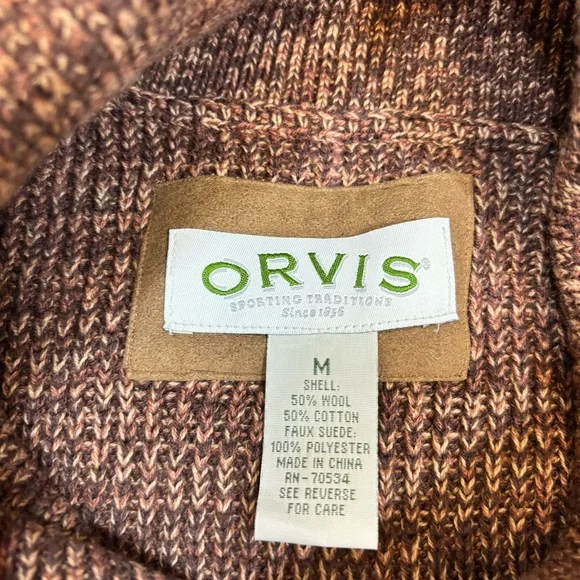 ORVIS®
SPORTING TRADITIONS
Since 1856
M
SHELL:
50% WOOL
50% COTTON
FAUX SUEDE:
100% POLYESTER
MADE IN CHINA
RN-70534
SEE REVERSE
FOR CARE